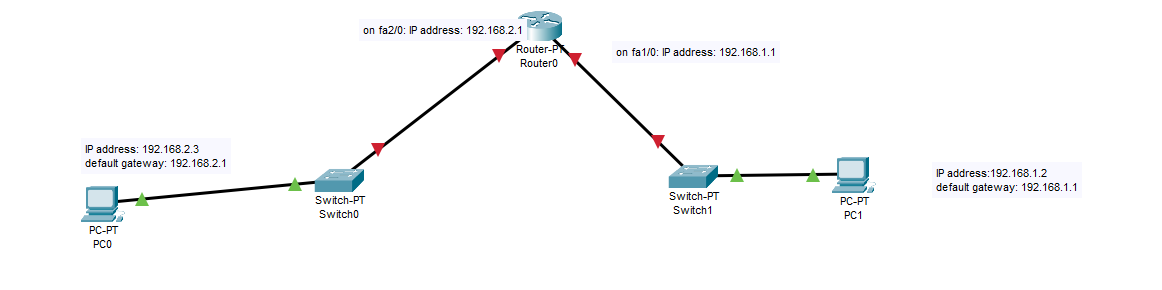 on fa2/0: IP address: 192.168.2.1
Router-PT
Router0
on fa1/0: IP address: 192.168.1.1
IP address: 192.168.2.3
default gateway: 192.168.2.1
PC-PT
PC0
Switch-PT
Switch0
Switch-PT
Switch1
PC-PT
PC1
IP address:192.168.1.2
default gateway: 192.168.1.1